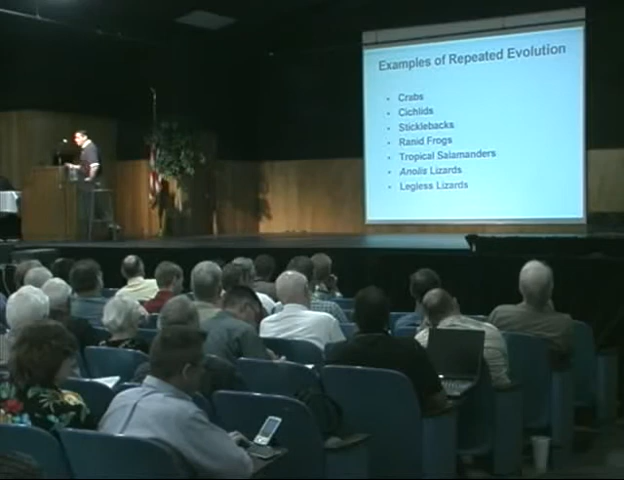 Examples of Repeated Evolution
• Crabs
• Cichlids
• Sticklebacks
• Ranid Frogs
• Tropical Salamanders
• Anolis Lizards
• Legless Lizards